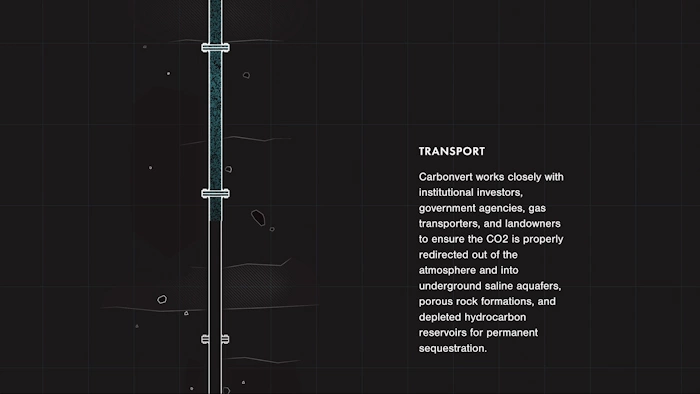 TRANSPORT
Carbonvert works closely with
institutional investors,
government agencies, gas
transporters, and landowners
to ensure the CO2 is properly
redirected out of the
atmosphere and into
underground saline aquafers,
porous rock formations, and
depleted hydrocarbon
reservoirs for permanent
sequestration.